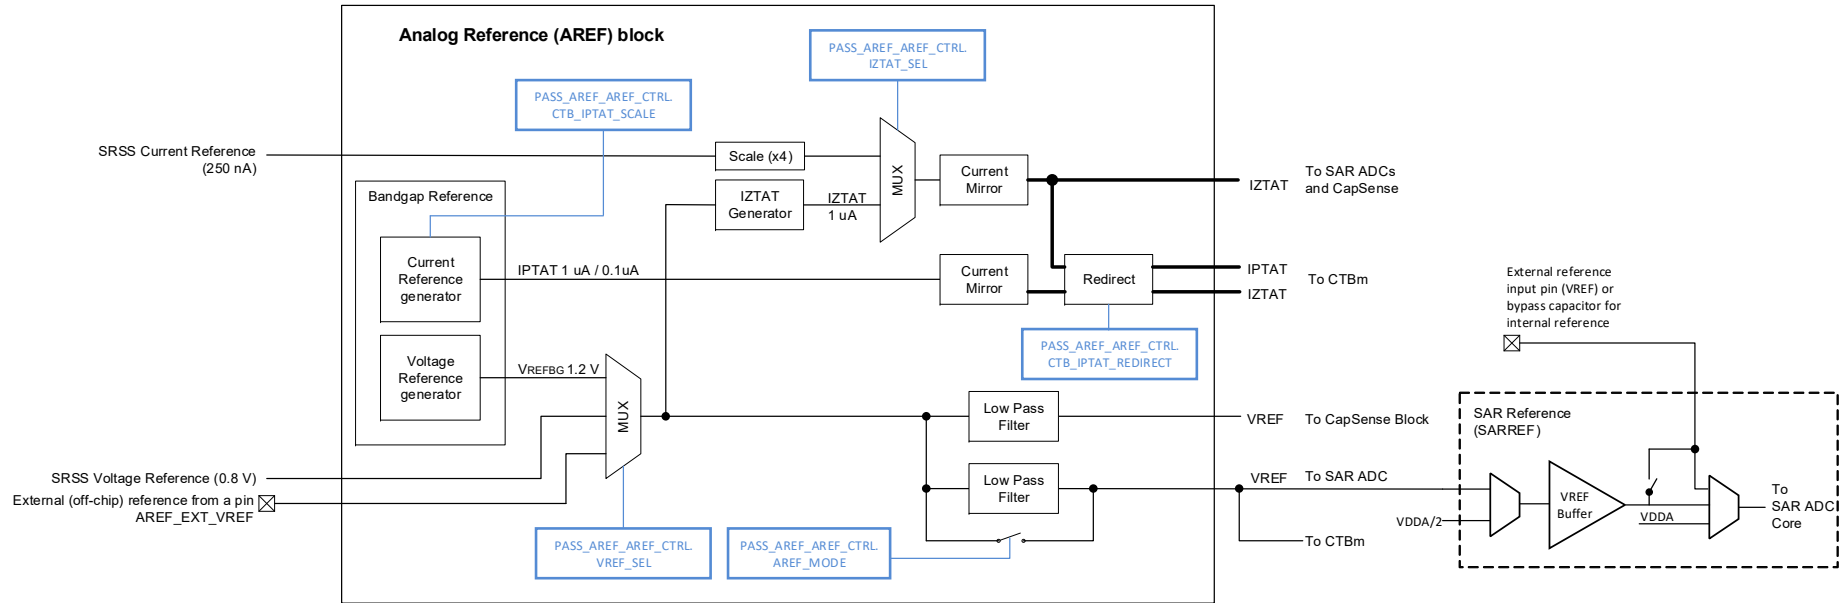 Analog Reference (AREF) block
PASS_AREF_AREF_CTRL.
IZTAT_SEL
PASS_AREF_AREF_CTRL.
CTB_IPTAT_SCALE
SRSS Current Reference
(250 nA)
Scale (x4)
MUX
Current
Mirror
IZTAT
To SAR ADCs
and CapSense
Bandgap Reference
IZTAT
Generator
IZTAT
1 uA
Current
Reference
generator
IPTAT 1 uA / 0.1uA
Current
Mirror
Redirect
IPTAT
IZTAT
To CTBm
PASS_AREF_AREF_CTRL.
CTB_IPTAT_REDIRECT
External reference
input pin (VREF) or
bypass capacitor for
internal reference
Voltage
Reference
generator
VREFBG 1.2 V
MUX
Low Pass
Filter
VREF
To CapSense Block
SRSS Voltage Reference (0.8 V)
External (off-chip) reference from a pin
AREF_EXT_VREF
Low Pass
Filter
VREF
To SAR ADC
To CTBm
PASS_AREF_AREF_CTRL.
VREF_SEL
PASS_AREF_AREF_CTRL.
AREF_MODE
SAR Reference
(SARREF)
VDDA/2
VREF
Buffer
VDDA
To
SAR ADC
Core